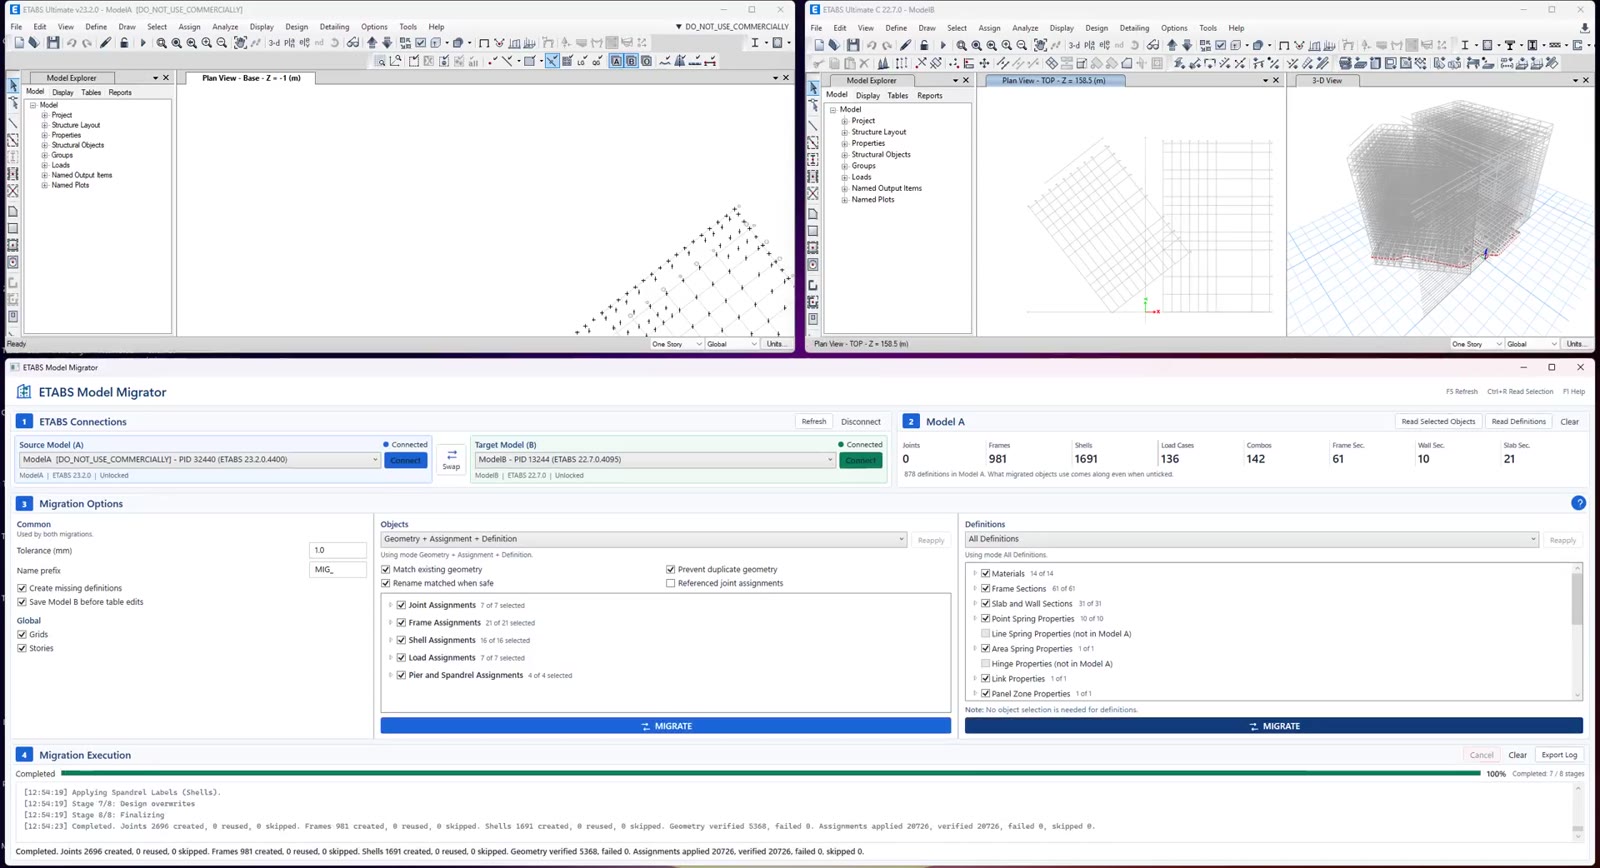 ETABS Ultimate v23.2.0 - ModelA [DO_NOT_USE_COMMERCIALLY]
File Edit View Define Draw Select Assign Analyze Display Design Detailing Options Tools Help
DO_NOT_USE_COMMERCIALLY
3-d
nd
Model Explorer
Plan View - Base - Z = -1 (m)
Model Display Tables Reports
Model
Project
Structure Layout
Properties
Structural Objects
Groups
Loads
Named Output Items
Named Plots
Ready
One Story
Global
Units...
ETABS Ultimate C 22.7.0 - ModelB
File Edit View Define Draw Select Assign Analyze Display Design Options Tools Help
3-d
nd
Model Explorer
Plan View - TOP - Z = 158.5 (m)
3-D View
Model Display Tables Reports
Model
Project
Structure Layout
Properties
Structural Objects
Groups
Loads
Named Output Items
Named Plots
Plan View - TOP - Z = 158.5 (m)
One Story
Global
Units...
ETABS Model Migrator
ETABS Model Migrator
F5 Refresh Ctrl+R Read Selection F1 Help
1 ETABS Connections
Refresh Disconnect
Source Model (A)
Connected
ModelA [DO_NOT_USE_COMMERCIALLY] - PID 32440 (ETABS 23.2.0.4400)
Connect
ModelA | ETABS 23.2.0 | Unlocked
Swap
Target Model (B)
Connected
ModelB - PID 13244 (ETABS 22.7.0.4095)
Connect
ModelB | ETABS 22.7.0 | Unlocked
2 Model A
Read Selected Objects Read Definitions Clear
Joints Frames Shells Load Cases Combos Frame Sec. Wall Sec. Slab Sec.
0 981 1691 136 142 61 10 21
878 definitions in Model A. What migrated objects use comes along even when unticked.
3 Migration Options
?
Common
Used by both migrations.
Tolerance (mm) 1.0
Name prefix MIG_
Create missing definitions
Save Model B before table edits
Global
Grids
Stories
Objects
Geometry + Assignment + Definition
Reapply
Using mode Geometry + Assignment + Definition.
Match existing geometry
Prevent duplicate geometry
Rename matched when safe
Referenced joint assignments
Joint Assignments 7 of 7 selected
Frame Assignments 21 of 21 selected
Shell Assignments 16 of 16 selected
Load Assignments 7 of 7 selected
Pier and Spandrel Assignments 4 of 4 selected
MIGRATE
Definitions
All Definitions
Reapply
Using mode All Definitions.
Materials 14 of 14
Frame Sections 61 of 61
Slab and Wall Sections 31 of 31
Point Spring Properties 10 of 10
Line Spring Properties (not in Model A)
Area Spring Properties 1 of 1
Hinge Properties (not in Model A)
Link Properties 1 of 1
Panel Zone Properties 1 of 1
Note: No object selection is needed for definitions.
MIGRATE
4 Migration Execution
Cancel Clear Export Log
Completed
100% Completed: 7 / 8 stages
[12:54:19] Applying Spandrel Labels (Shells).
[12:54:19] Stage 7/8: Design overwrites
[12:54:19] Stage 8/8: Finalizing
[12:54:23] Completed. Joints 2696 created, 0 reused, 0 skipped. Frames 981 created, 0 reused, 0 skipped. Shells 1691 created, 0 reused, 0 skipped. Geometry verified 5368, failed 0. Assignments applied 20726, verified 20726, failed 0, skipped 0.
Completed. Joints 2696 created, 0 reused, 0 skipped. Frames 981 created, 0 reused, 0 skipped. Shells 1691 created, 0 reused, 0 skipped. Geometry verified 5368, failed 0. Assignments applied 20726, verified 20726, failed 0, skipped 0.